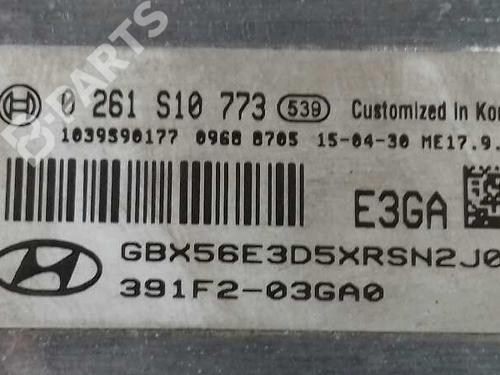 B-PARTS
0 261 S10 773 539 Customized in Kor
1039S90177 0968 8705 15-04-30 ME17.9.
E3GA
GBX56E3D5XRSN2J0
391F2-03GA0